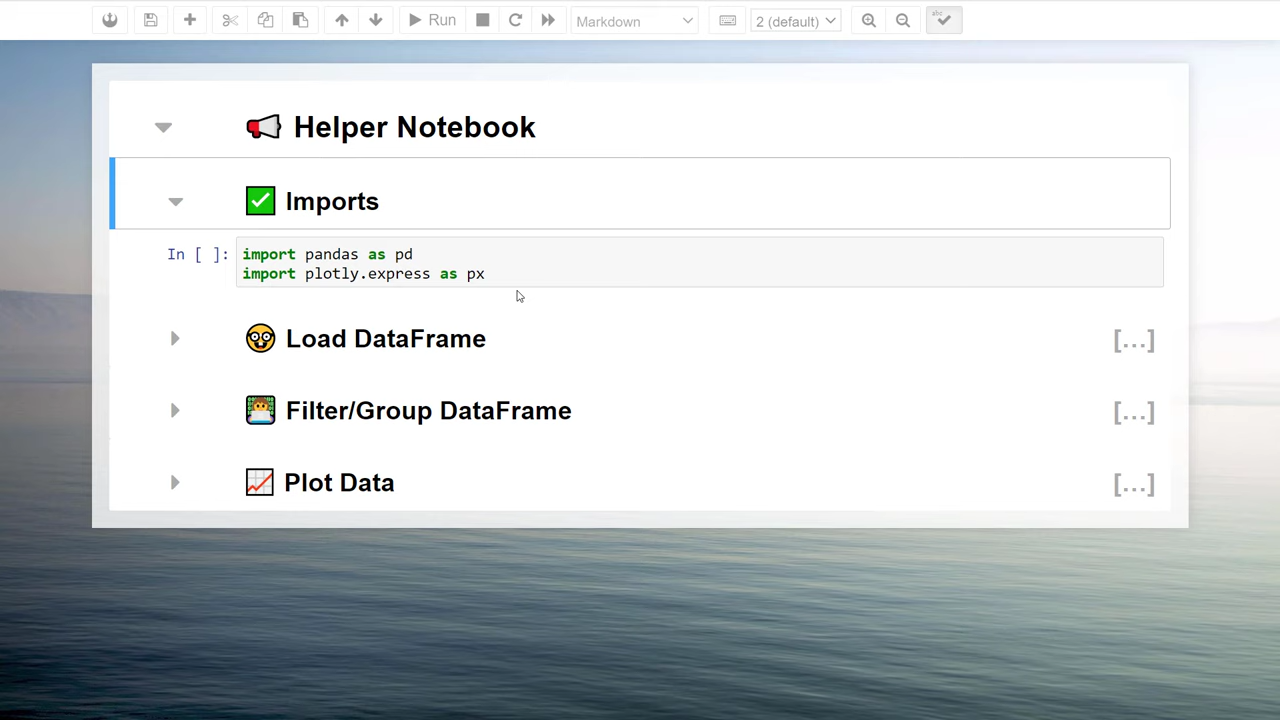 Run Markdown 2 (default) abc
Helper Notebook
Imports
In [ ]: import pandas as pd
import plotly.express as px
Load DataFrame [...]
Filter/Group DataFrame [...]
Plot Data [...]